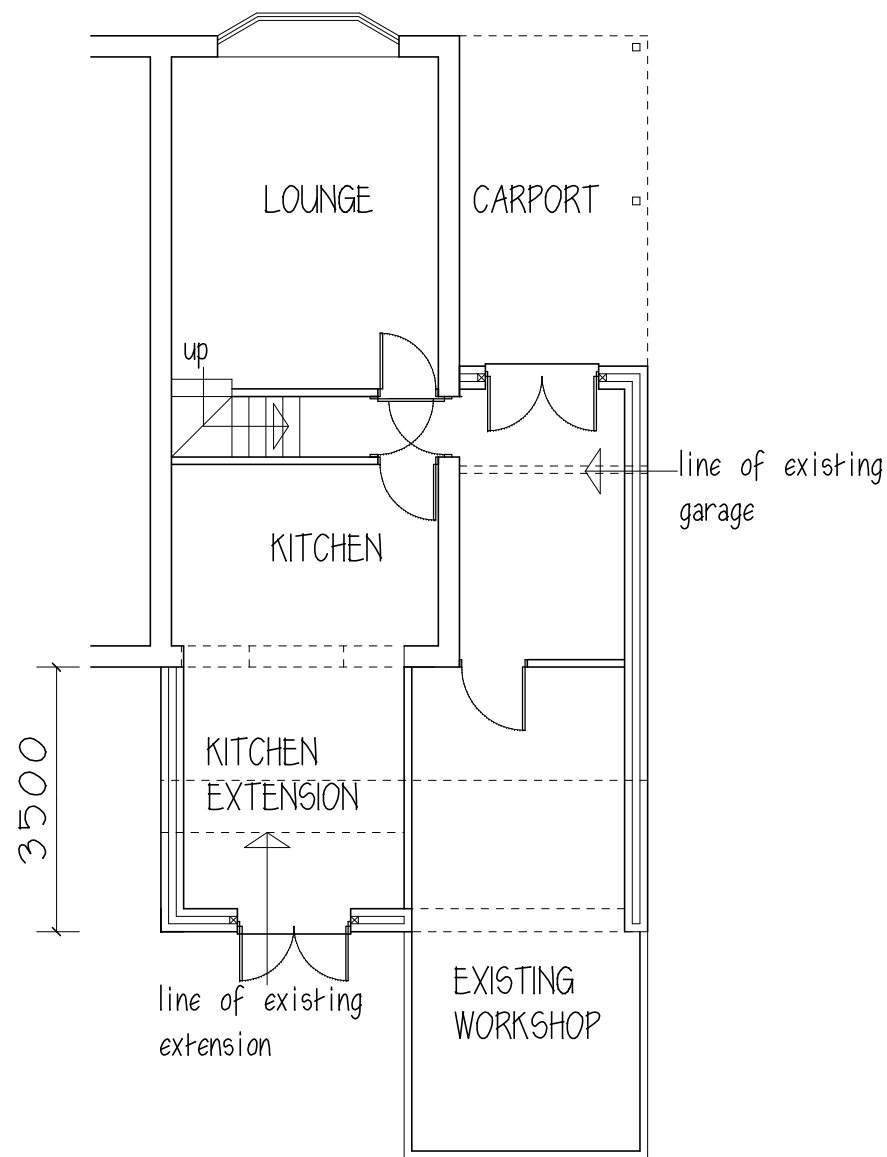 LOUNGE
CARPORT
up
line of existing
garage
KITCHEN
KITCHEN
EXTENSION
3500
EXISTING
WORKSHOP
line of existing
extension